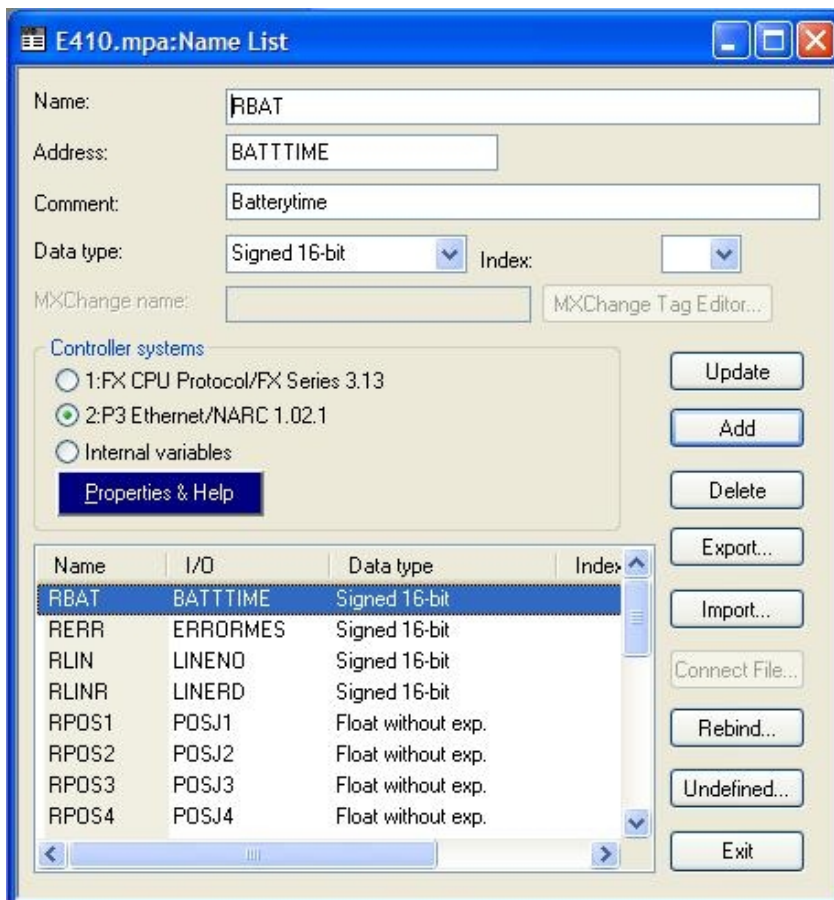 E410.mpa:Name List
Name: RBAT
Address: BATTTIME
Comment: Batterytime
Data type: Signed 16-bit Index:
MXChange name: MXChange Tag Editor...
Controller systems
1:FX CPU Protocol/FX Series 3.13
2:P3 Ethernet/NARC 1.02.1
Internal variables
Properties & Help
Update
Add
Delete
Export...
Import...
Connect File...
Rebind...
Undefined...
Exit
Name I/O Data type Index
RBAT BATTTIME Signed 16-bit
RERR ERRORMES Signed 16-bit
RLIN LINENO Signed 16-bit
RLINR LINERD Signed 16-bit
RPOS1 POSJ1 Float without exp.
RPOS2 POSJ2 Float without exp.
RPOS3 POSJ3 Float without exp.
RPOS4 POSJ4 Float without exp.